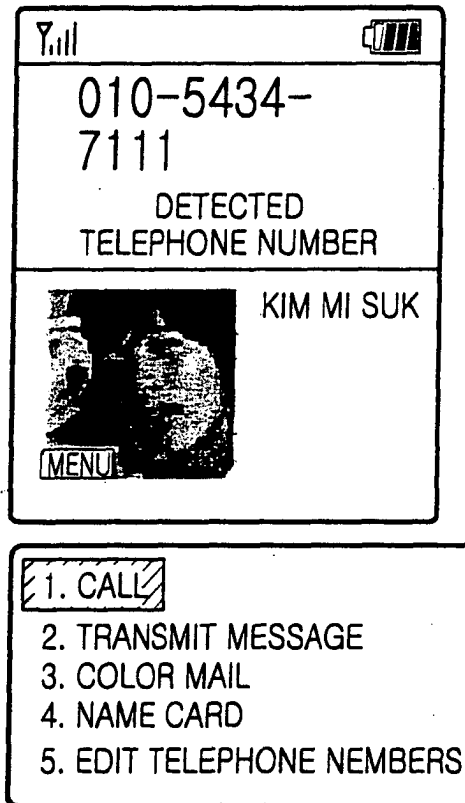 010-5434-
7111
DETECTED
TELEPHONE NUMBER
KIM MI SUK
MENU
1. CALL
2. TRANSMIT MESSAGE
3. COLOR MAIL
4. NAME CARD
5. EDIT TELEPHONE NEMBERS